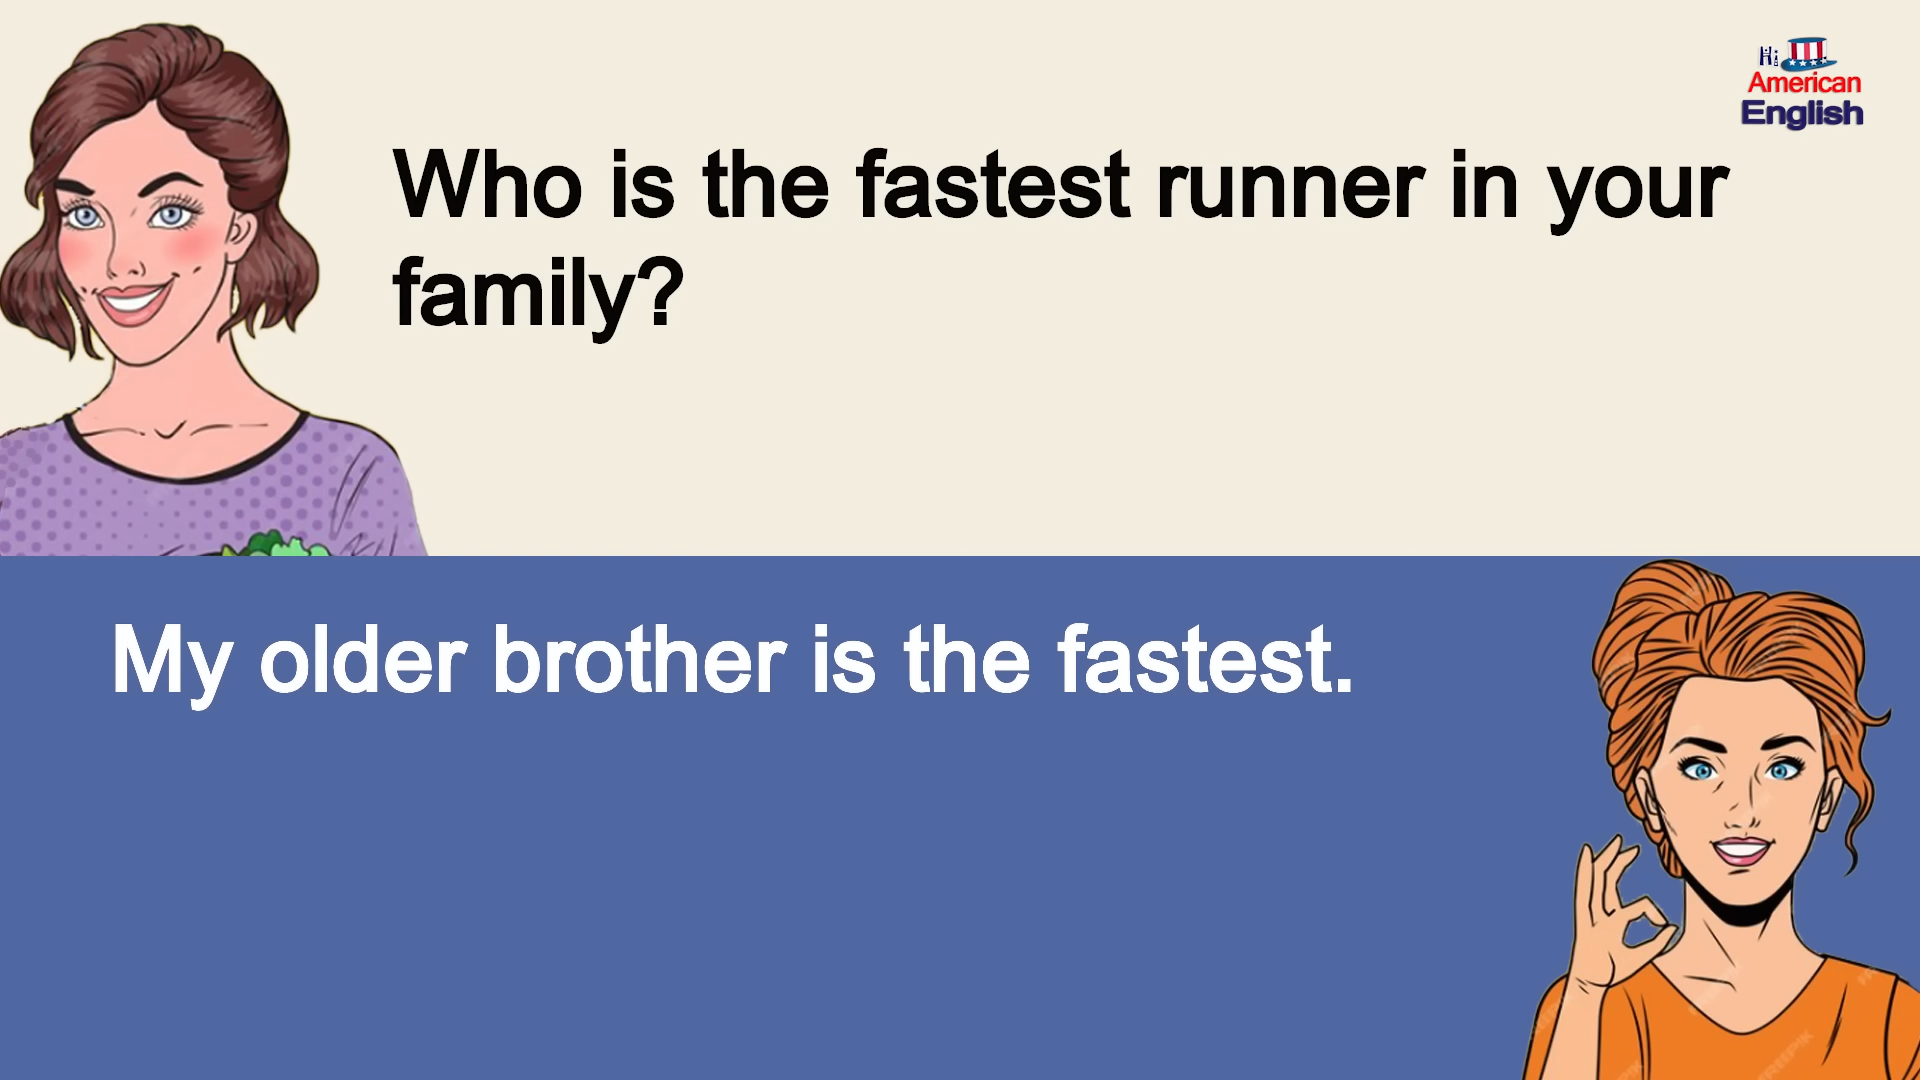 Hi
American
English
Who is the fastest runner in your
family?
My older brother is the fastest.